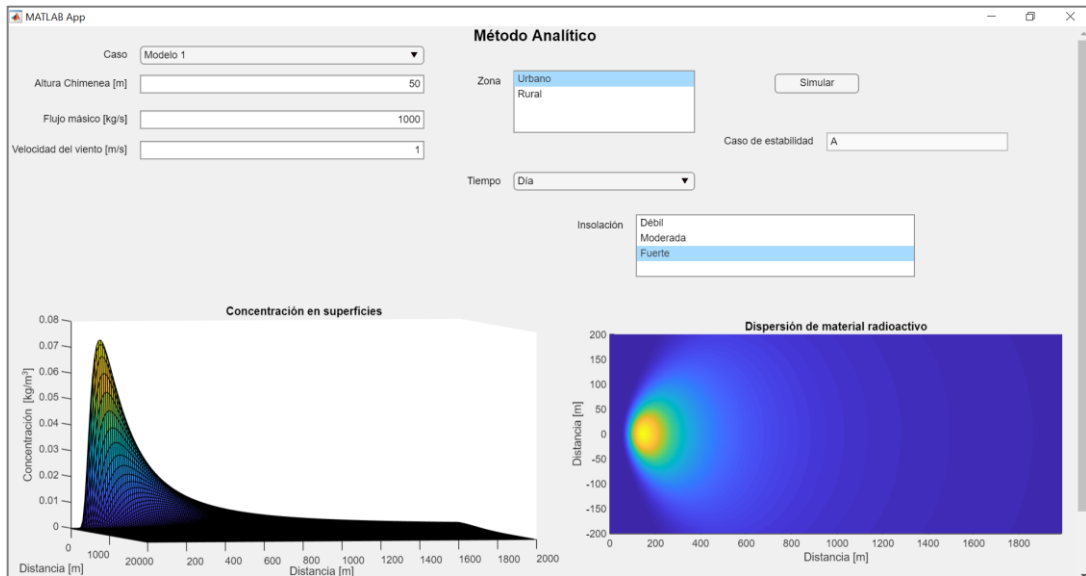 MATLAB App
Método Analítico
Caso
Modelo 1
Altura Chimenea [m]
50
Flujo másico [kg/s]
1000
Velocidad del viento [m/s]
1
Zona
Urbano
Rural
Simular
Caso de estabilidad
A
Tiempo
Día
Insolación
Débil
Moderada
Fuerte
Concentración en superficies
Concentración [kg/m³]
0.08
0.07
0.06
0.05
0.04
0.03
0.02
0.01
0
0 1000 2000
0 200 400 600 800 1000 1200 1400 1600 1800 2000
Distancia [m]
Distancia [m]
Dispersión de material radioactivo
Distancia [m]
200
150
100
50
0
-50
-100
-150
-200
0 200 400 600 800 1000 1200 1400 1600 1800
Distancia [m]